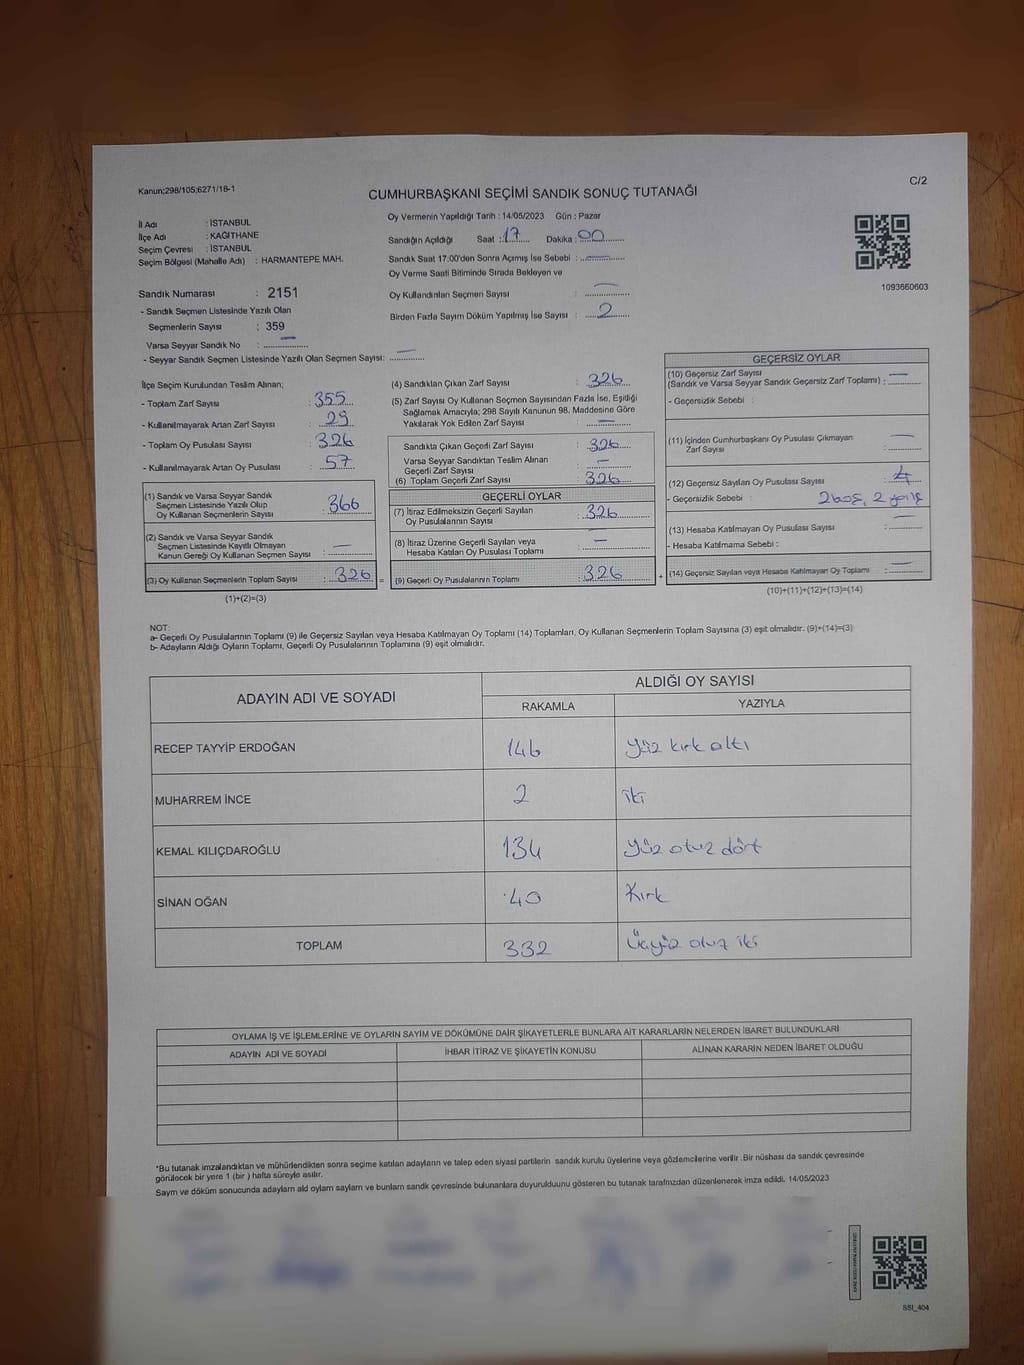 Kanun;298/105;6271/18-1
C/2
CUMHURBAŞKANI SEÇİMİ SANDIK SONUÇ TUTANAĞI
İl Adı : İSTANBUL
İlçe Adı : KAĞITHANE
Seçim Çevresi : İSTANBUL
Seçim Bölgesi (Mahalle Adı) : HARMANTEPE MAH.
Oy Vermenin Yapıldığı Tarih : 14/05/2023 Gün : Pazar
Sandığın Açıldığı Saat : 17 Dakika : 00
Sandık Saat 17:00'den Sonra Açımış İse Sebebi :
Oy Verme Saati Bitiminde Sırada Bekleyen ve
Oy Kullandırılan Seçmen Sayısı :
Birden Fazla Sayım Döküm Yapılmış İse Sayısı : 2
1093660603
Sandık Numarası : 2151
- Sandık Seçmen Listesinde Yazılı Olan
Seçmenlerin Sayısı : 359
Varsa Seyyar Sandık No :
- Seyyar Sandık Seçmen Listesinde Yazılı Olan Seçmen Sayısı:
İlçe Seçim Kurulundan Teslim Alınan;
- Toplam Zarf Sayısı : 355
- Kullanılmayarak Artan Zarf Sayısı : 29
- Toplam Oy Pusulası Sayısı : 326
- Kullanılmayarak Artan Oy Pusulası : 57
(1) Sandık ve Varsa Seyyar Sandık
Seçmen Listesinde Yazılı Olup
Oy Kullanan Seçmenlerin Sayısı : 366
(2) Sandık ve Varsa Seyyar Sandık
Seçmen Listesinde Kayıtlı Olmayan
Kanun Gereği Oy Kullanan Seçmen Sayısı :
(3) Oy Kullanan Seçmenlerin Toplam Sayısı : 326
(1)+(2)=(3)
(4) Sandıktan Çıkan Zarf Sayısı : 326
(5) Zarf Sayısı Oy Kullanan Seçmen Sayısından Fazla İse, Eşitliği
Sağlamak Amacıyla; 298 Sayılı Kanunun 98. Maddesine Göre
Yakılarak Yok Edilen Zarf Sayısı :
Sandıkta Çıkan Geçerli Zarf Sayısı : 326
Varsa Seyyar Sandıktan Teslim Alınan
Geçerli Zarf Sayısı :
(6) Toplam Geçerli Zarf Sayısı : 326
GEÇERLİ OYLAR
(7) İtiraz Edilmeksizin Geçerli Sayılan
Oy Pusulalarının Sayısı : 326
(8) İtiraz Üzerine Geçerli Sayılan veya
Hesaba Katılan Oy Pusulası Toplamı :
(9) Geçerli Oy Pusulalarının Toplamı : 326
GEÇERSİZ OYLAR
(10) Geçersiz Zarf Sayısı
(Sandık ve Varsa Seyyar Sandık Geçersiz Zarf Toplamı) :
- Geçersizlik Sebebi :
(11) İçinden Cumhurbaşkanı Oy Pusulası Çıkmayan
Zarf Sayısı :
(12) Geçersiz Sayılan Oy Pusulası Sayısı : 4
- Geçersizlik Sebebi : 2 boş, 2
(13) Hesaba Katılmayan Oy Pusulası Sayısı :
- Hesaba Katılmama Sebebi :
(14) Geçersiz Sayılan veya Hesaba Katılmayan Oy Toplamı :
(10)+(11)+(12)+(13)=(14)
NOT:
a- Geçerli Oy Pusulalarının Toplamı (9) ile Geçersiz Sayılan veya Hesaba Katılmayan Oy Toplamı (14) Toplamları, Oy Kullanan Seçmenlerin Toplam Sayısına (3) eşit olmalıdır. (9)+(14)=(3)
b- Adayların Aldığı Oyların Toplamı, Geçerli Oy Pusulalarının Toplamına (9) eşit olmalıdır.
ADAYIN ADI VE SOYADI
ALDIĞI OY SAYISI
RAKAMLA YAZIYLA
RECEP TAYYİP ERDOĞAN 146 Yüz kırk altı
MUHARREM İNCE 2 iki
KEMAL KILIÇDAROĞLU 134 Yüz otuz dört
SİNAN OĞAN 40 Kırk
TOPLAM 332 Üçyüz otuz iki
OYLAMA İŞ VE İŞLEMLERİNE VE OYLARIN SAYIM VE DÖKÜMÜNE DAİR ŞİKAYETLERLE BUNLARA AİT KARARLARIN NELERDEN İBARET BULUNDUKLARI
ADAYIN ADI VE SOYADI İHBAR İTİRAZ VE ŞİKAYETİN KONUSU ALINAN KARARIN NEDEN İBARET OLDUĞU
*Bu tutanak imzalandıktan ve mühürlendikten sonra seçime katılan adayların ve talep eden siyasi partilerin sandık kurulu üyelerine veya gözlemcilerine verilir .Bir nüshası da sandık çevresinde
görülecek bir yere 1 (bir ) hafta süreyle asılır.
Saym ve döküm sonucunda adaylarn ald oylarn saylarn ve bunlarn sandk çevresinde bulunanlara duyurulduunu gösteren bu tutanak tarafmzdan düzenlenerek imza edildi. 14/05/2023
SSI_404